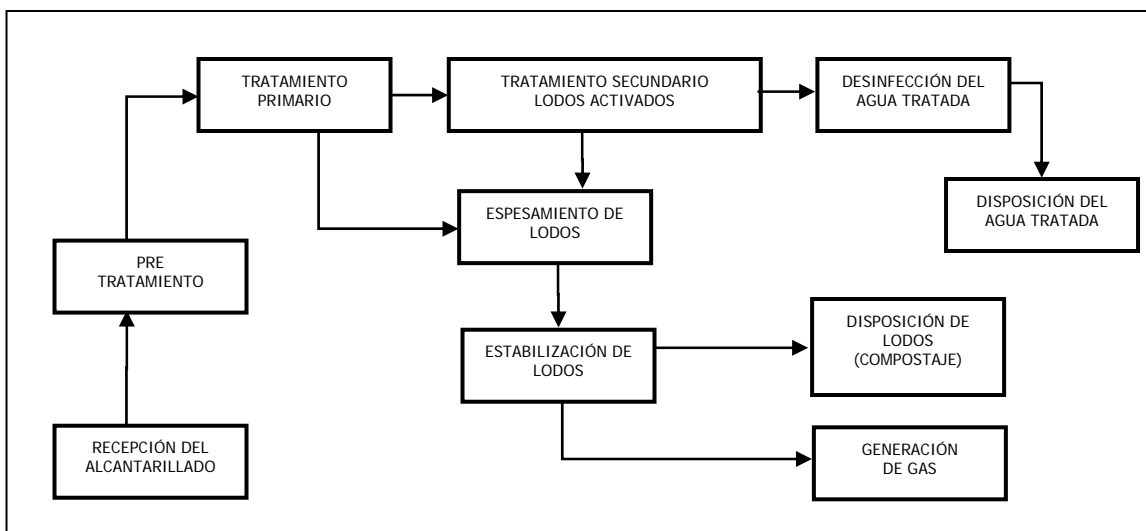 TRATAMIENTO
PRIMARIO
TRATAMIENTO SECUNDARIO
LODOS ACTIVADOS
DESINFECCIÓN DEL
AGUA TRATADA
DISPOSICIÓN DEL
AGUA TRATADA
ESPESAMIENTO DE
LODOS
PRE
TRATAMIENTO
ESTABILIZACIÓN DE
LODOS
DISPOSICIÓN DE
LODOS
(COMPOSTAJE)
RECEPCIÓN DEL
ALCANTARILLADO
GENERACIÓN
DE GAS